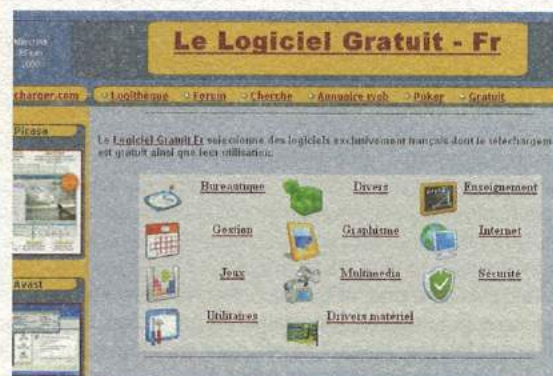 Le Logiciel Gratuit - Fr
charger.com Logithèque Forum Cherche Annuaire web Poker Gratuit
Picasa
Le Logiciel Gratuit Fr sélectionne des logiciels exclusivement français dont le téléchargem
est gratuit ainsi que leur utilisation.
Bureautique Divers Enseignement
Gestion Graphisme Internet
Jeux Multimedia Sécurité
Avast
Utilitaires Drivers matériel